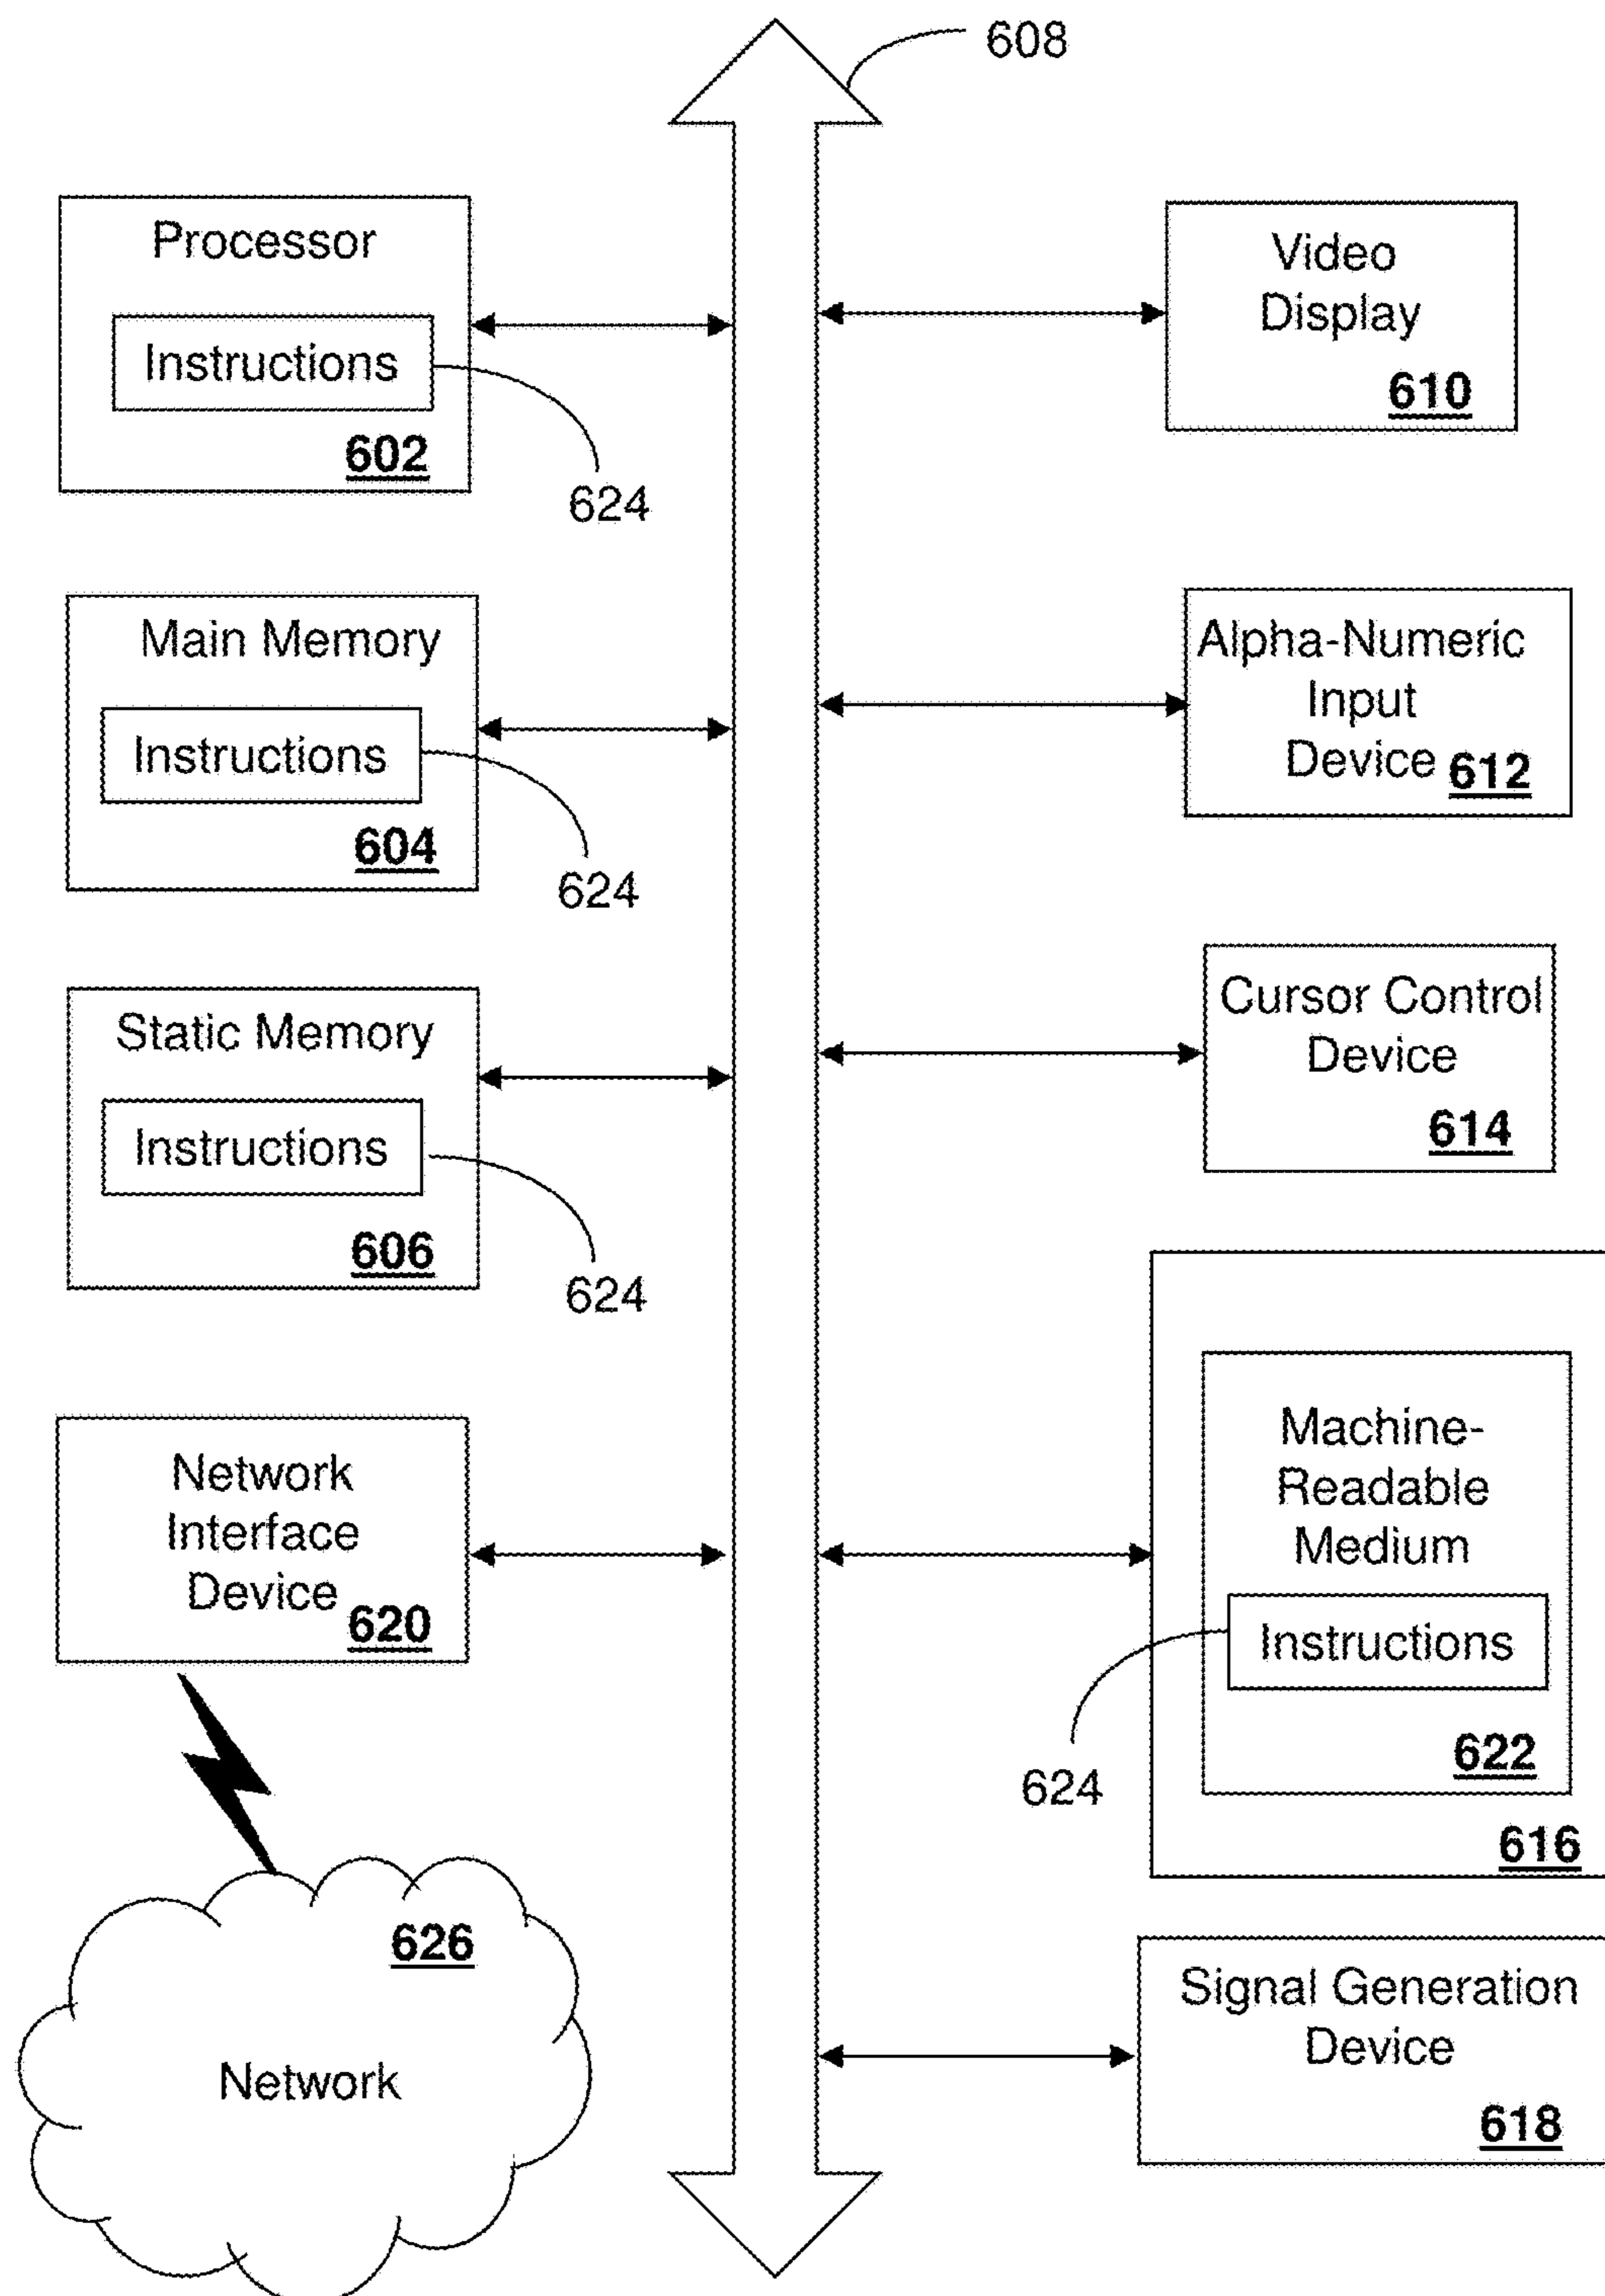 608
Processor
Instructions
602
624
Main Memory
Instructions
604
624
Static Memory
Instructions
606
624
Network
Interface
Device
620
626
Network
Video
Display
610
Alpha-Numeric
Input
Device
612
Cursor Control
Device
614
Machine-
Readable
Medium
Instructions
622
624
616
Signal Generation
Device
618